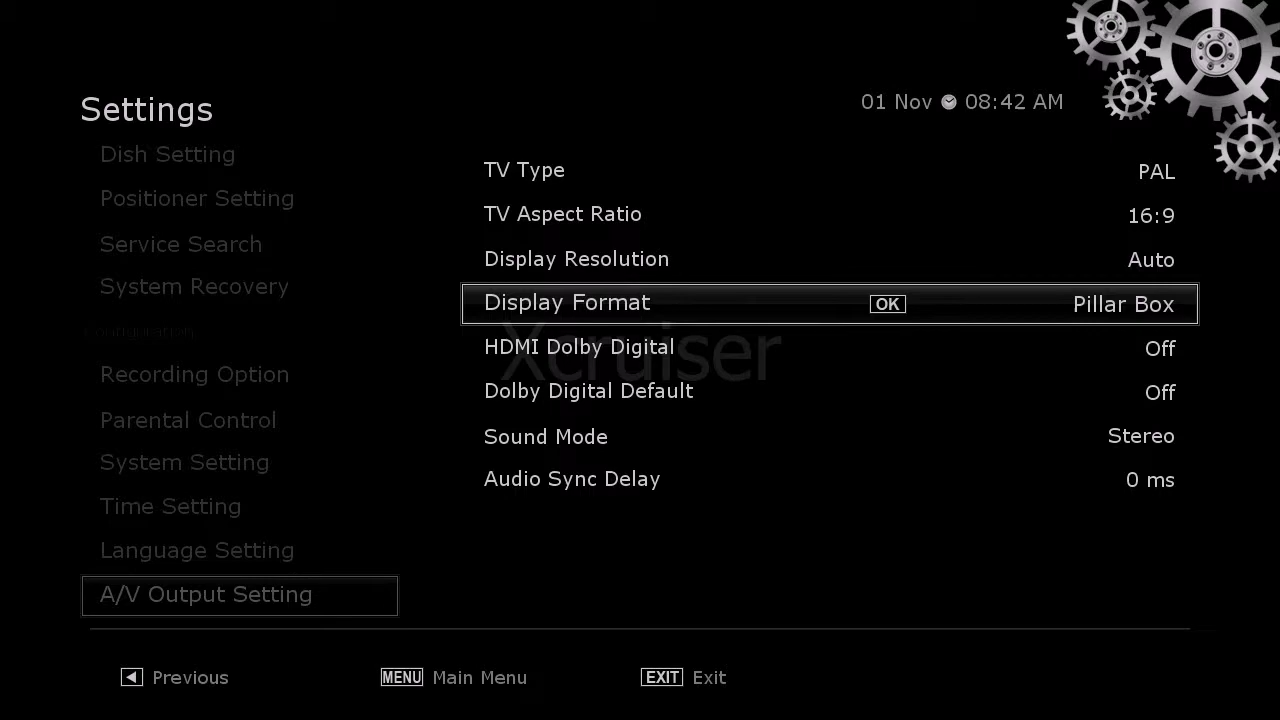 Settings
01 Nov 08:42 AM
Dish Setting
Positioner Setting
Service Search
System Recovery
Configuration
Recording Option
Parental Control
System Setting
Time Setting
Language Setting
A/V Output Setting
TV Type PAL
TV Aspect Ratio 16:9
Display Resolution Auto
Display Format OK Pillar Box
HDMI Dolby Digital Off
Xcruiser
Dolby Digital Default Off
Sound Mode Stereo
Audio Sync Delay 0 ms
Previous MENU Main Menu EXIT Exit